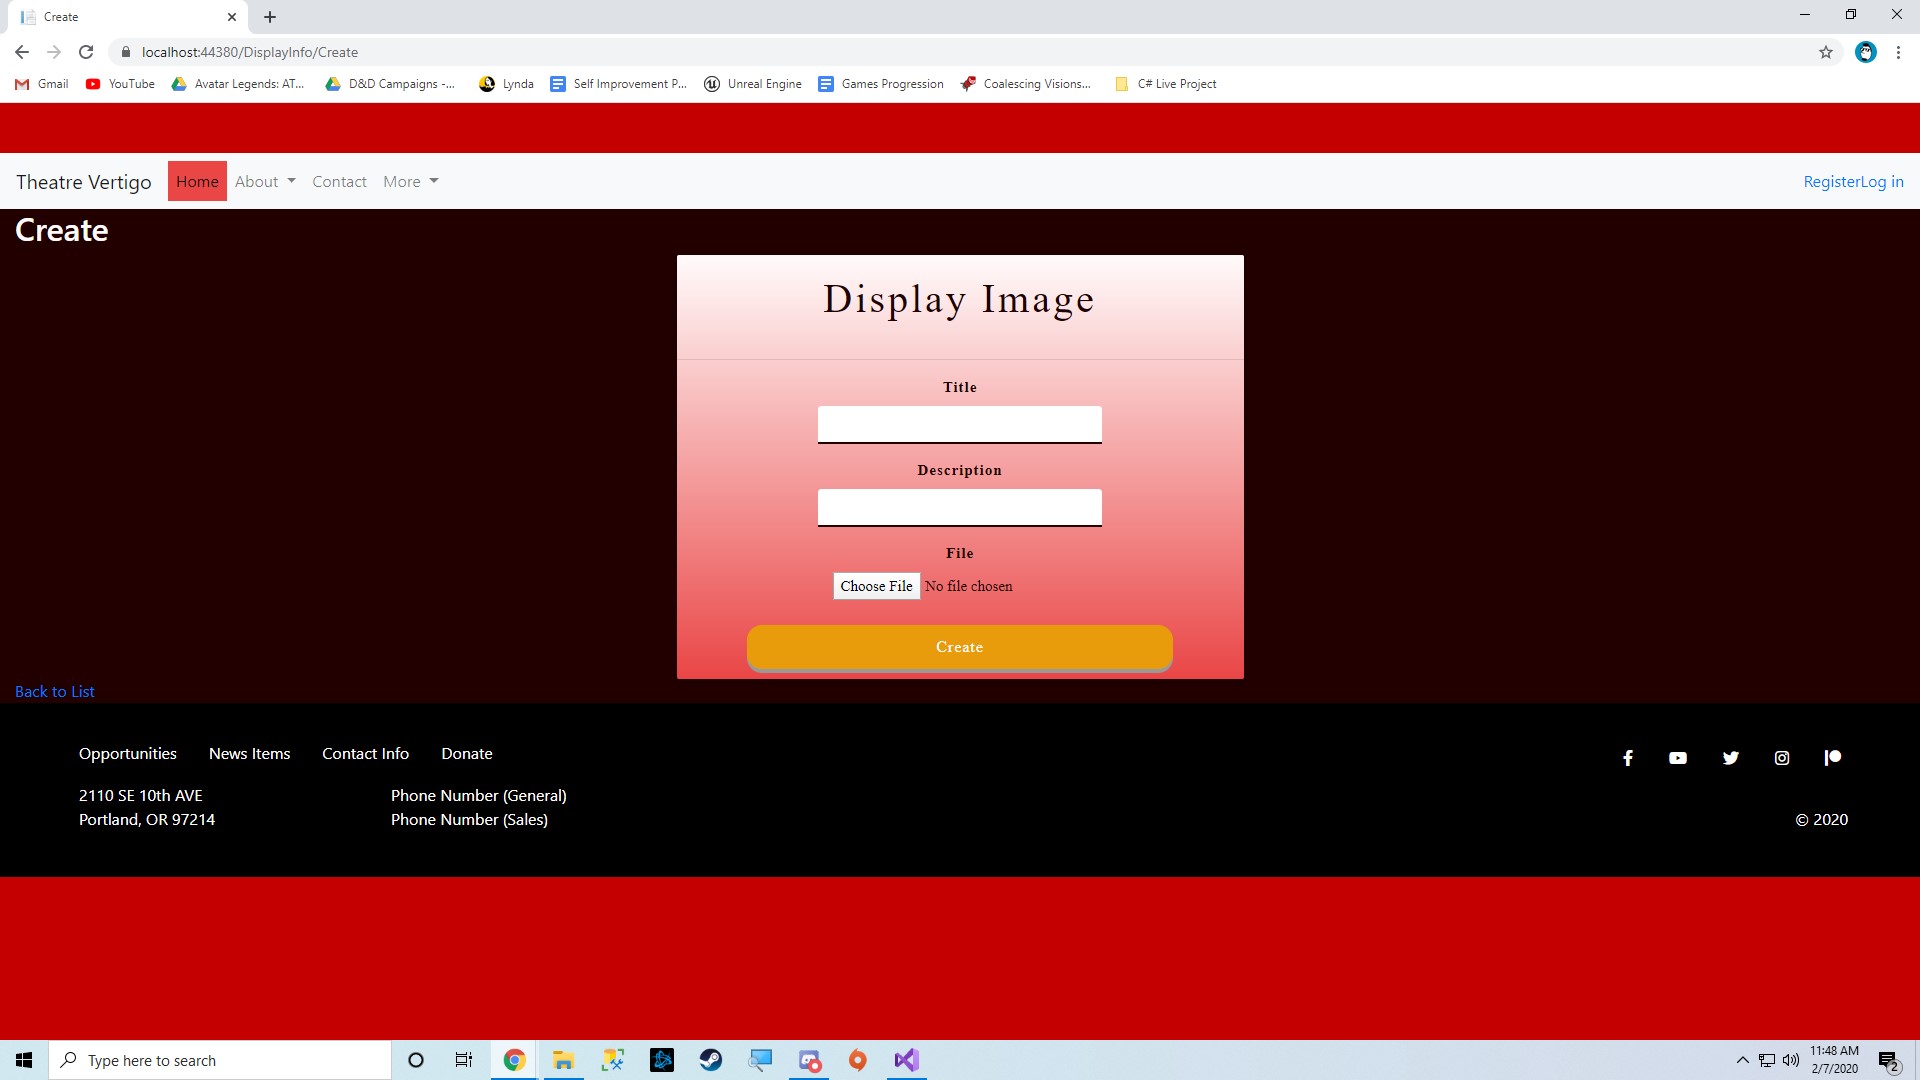 Create
localhost:44380/DisplayInfo/Create
Gmail YouTube Avatar Legends: AT... D&D Campaigns -... Lynda Self Improvement P... Unreal Engine Games Progression Coalescing Visions... C# Live Project
Theatre Vertigo Home About Contact More RegisterLog in
Create
Display Image
Title
Description
File
Choose File No file chosen
Create
Back to List
Opportunities News Items Contact Info Donate
2110 SE 10th AVE Phone Number (General)
Portland, OR 97214 Phone Number (Sales) © 2020
Type here to search
11:48 AM
2/7/2020
2